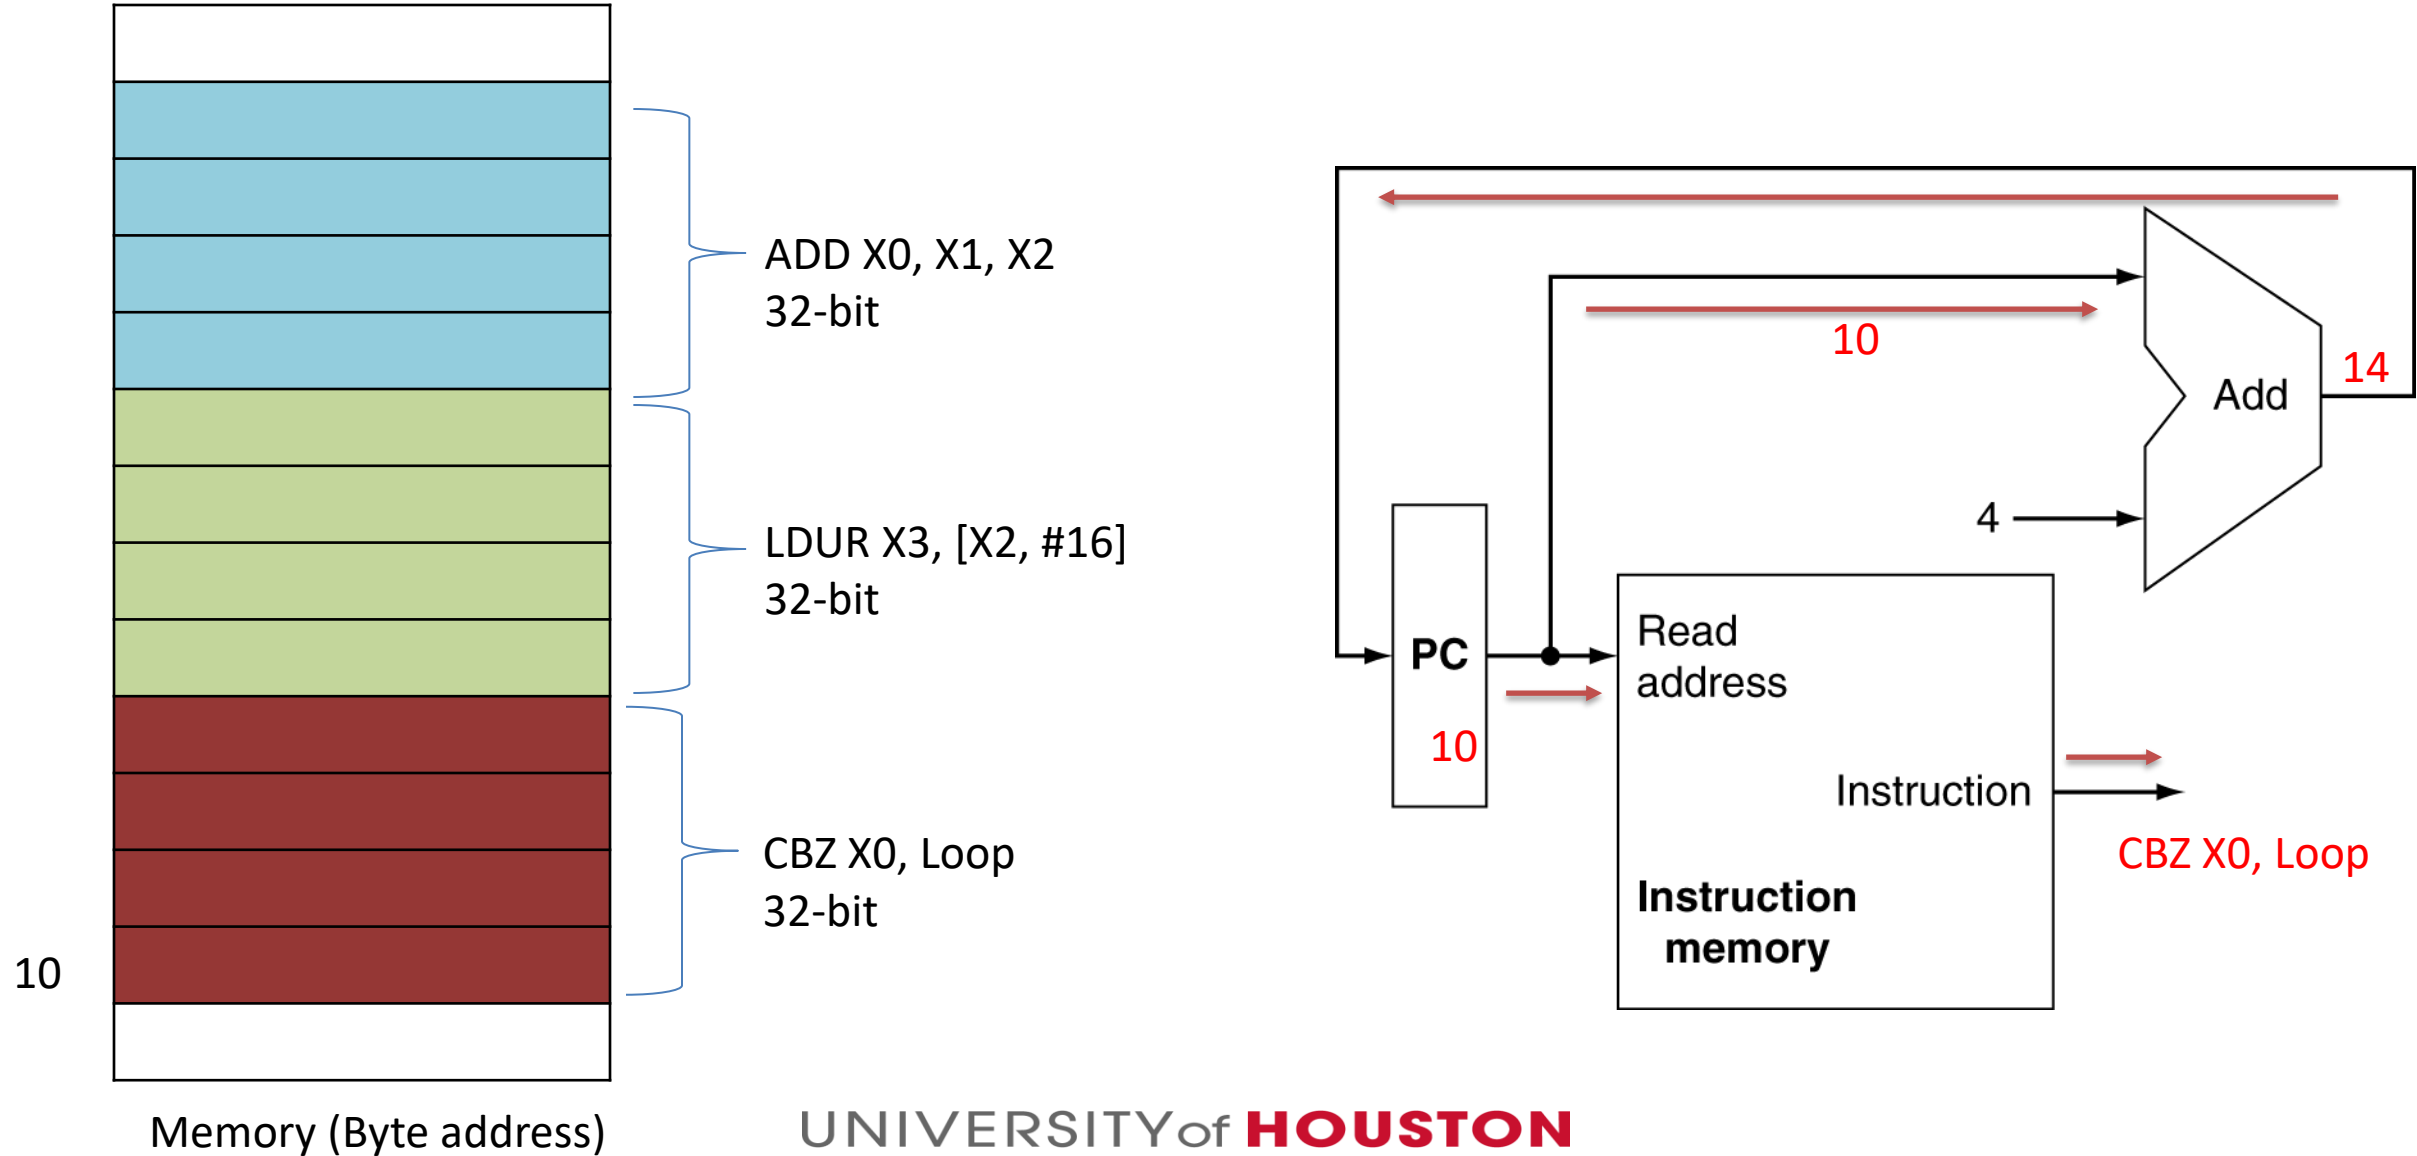 ADD X0, X1, X2
32-bit
LDUR X3, [X2, #16]
32-bit
CBZ X0, Loop
32-bit
10
Memory (Byte address)
10
14
Add
4
PC
10
Read
address
Instruction
CBZ X0, Loop
Instruction
memory
UNIVERSITY of HOUSTON